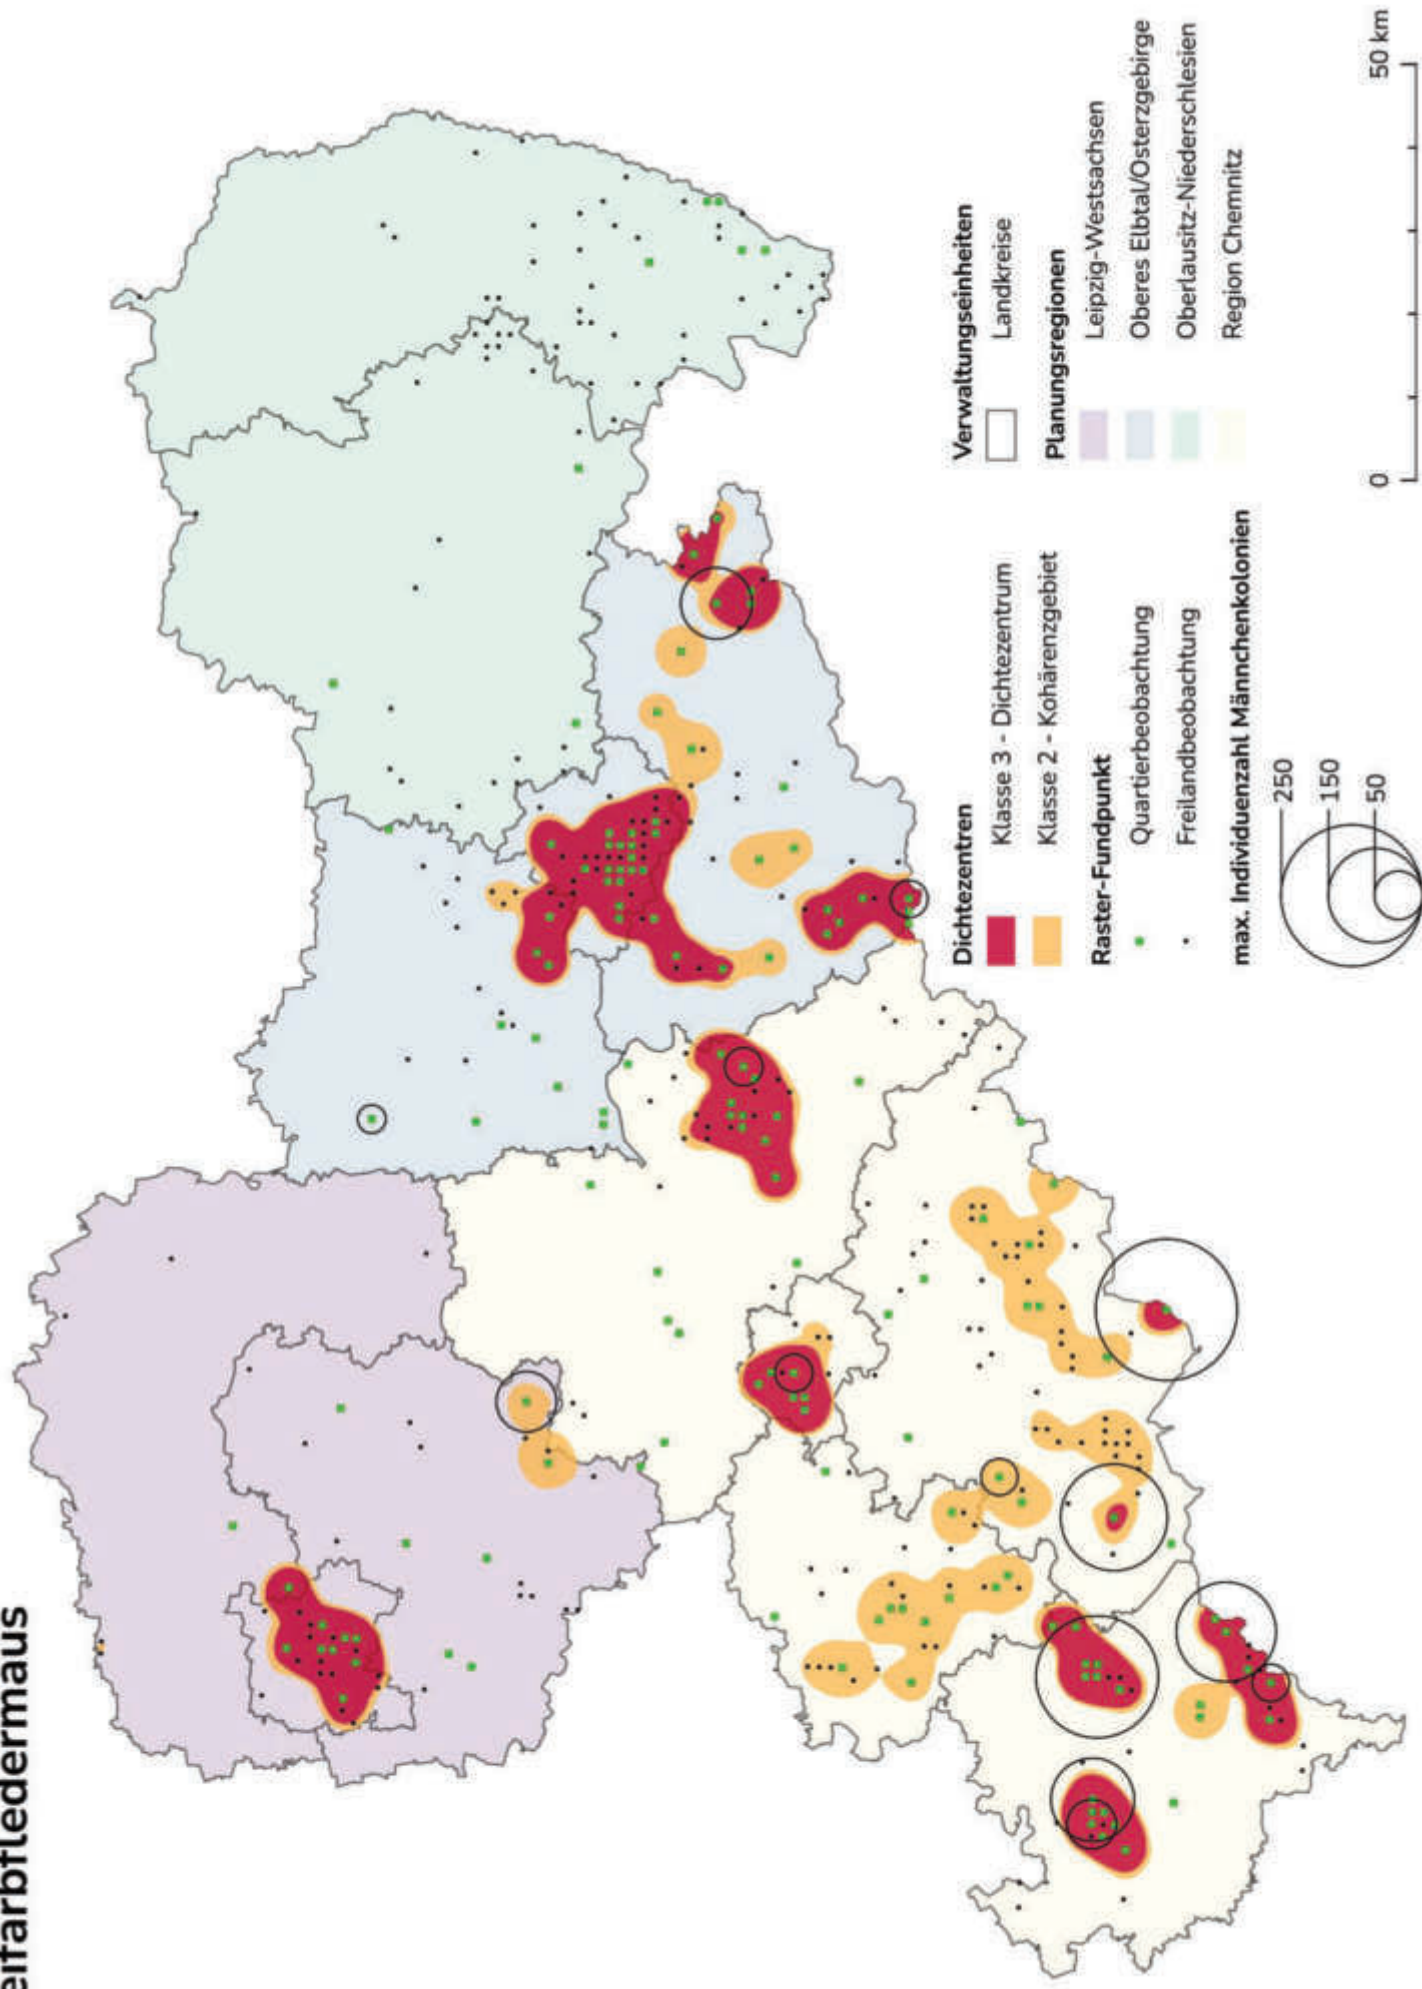 eifarbfledermaus
Dichtezentren
Klasse 3 - Dichtezentrum
Klasse 2 - Kohärenzgebiet
Raster-Fundpunkt
Quartierbeobachtung
Freilandbeobachtung
max. Individuenzahl Männchenkolonien
250
150
50
Verwaltungseinheiten
Landkreise
Planungsregionen
Leipzig-Westsachsen
Oberes Elbtal/Osterzgebirge
Oberlausitz-Niederschlesien
Region Chemnitz
0
50 km